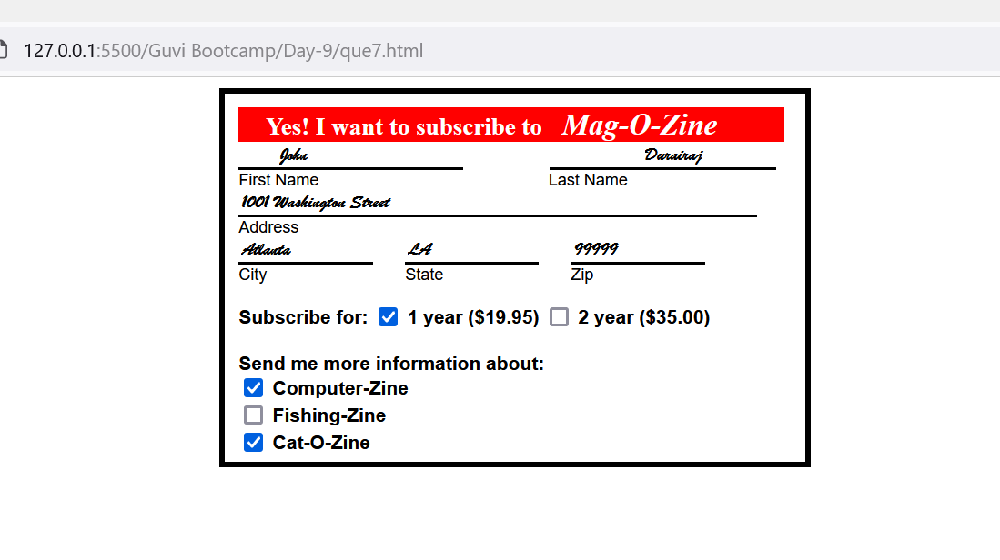 127.0.0.1:5500/Guvi Bootcamp/Day-9/que7.html
Yes! I want to subscribe to Mag-O-Zine
John Durairaj
First Name Last Name
1001 Washington Street
Address
Atlanta LA 99999
City State Zip
Subscribe for: 1 year ($19.95) 2 year ($35.00)
Send me more information about:
Computer-Zine
Fishing-Zine
Cat-O-Zine